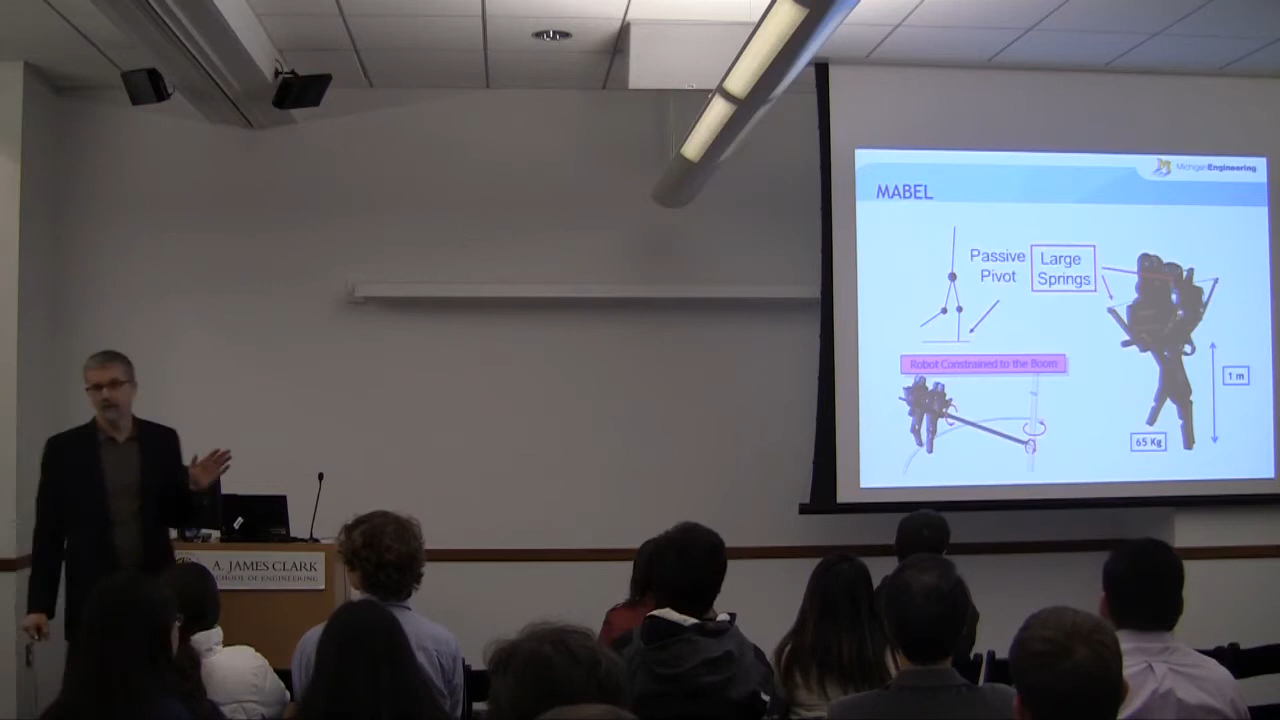 MichiganEngineering
MABEL
Passive
Pivot
Large
Springs
Robot Constrained to the Boom
1 m
65 Kg
A. JAMES CLARK
SCHOOL OF ENGINEERING